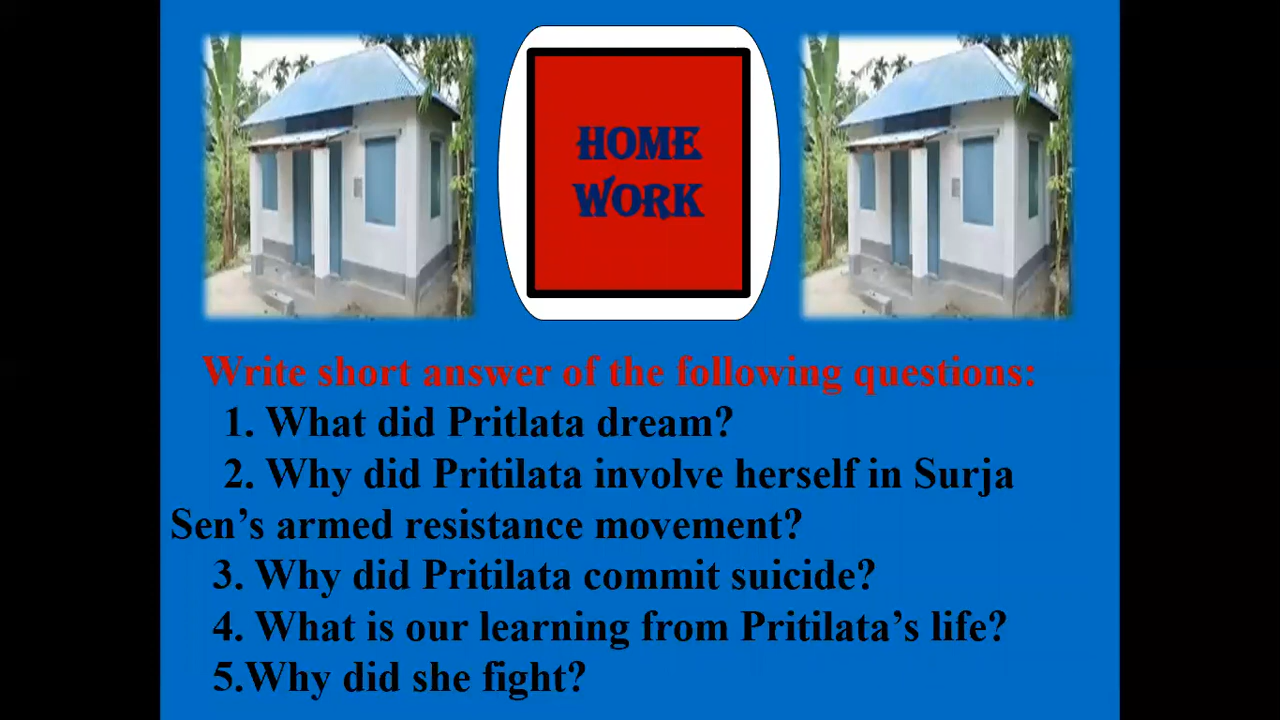 HOME
WORK
Write short answer of the following questions:
1. What did Pritlata dream?
2. Why did Pritilata involve herself in Surja
Sen’s armed resistance movement?
3. Why did Pritilata commit suicide?
4. What is our learning from Pritilata’s life?
5.Why did she fight?